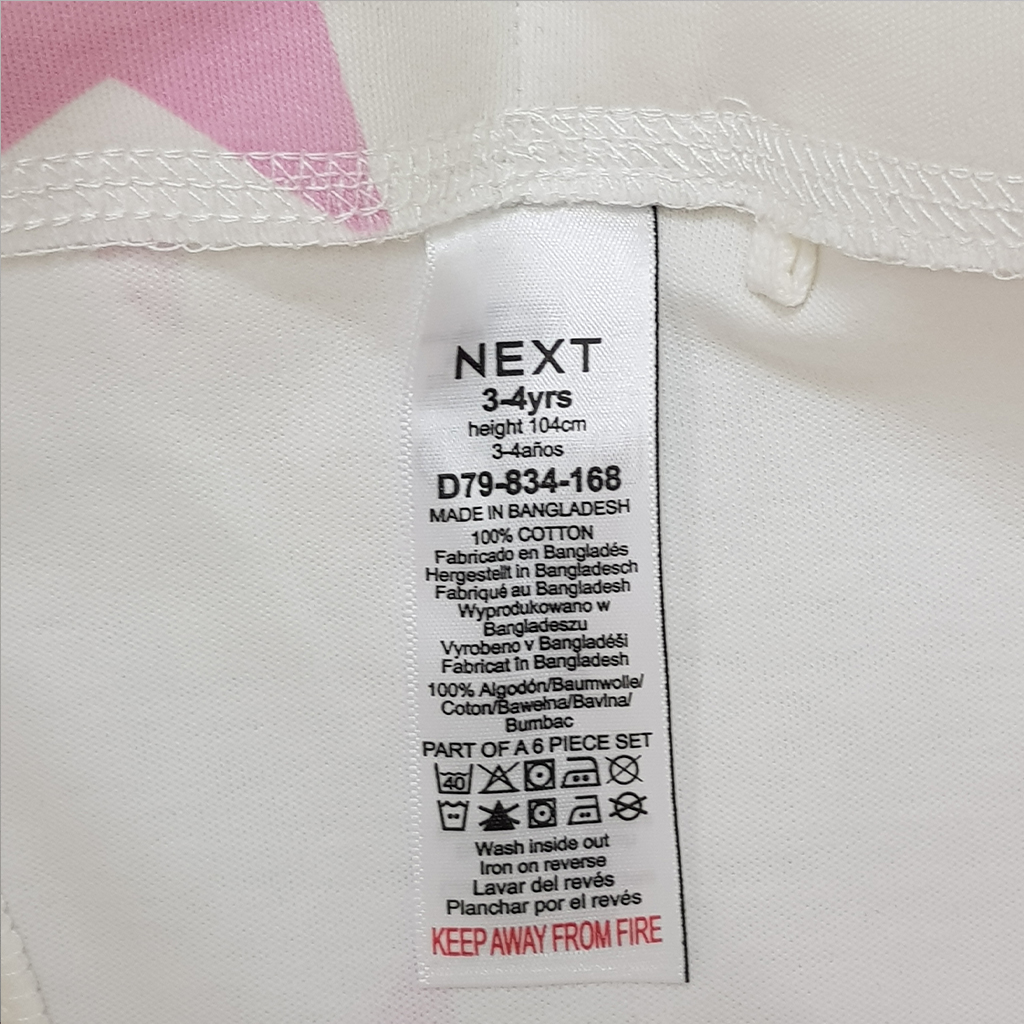 NEXT
3-4yrs
height 104cm
3-4años
D79-834-168
MADE IN BANGLADESH
100% COTTON
Fabricado en Bangladés
Hergestellt in Bangladesch
Fabriqué au Bangladesh
Wyprodukowano w
Bangladeszu
Vyrobeno v Bangladéši
Fabricat în Bangladesh
100% Algodón/Baumwolle/
Coton/Bawełna/Bavlna/
Bumbac
PART OF A 6 PIECE SET
40
Wash inside out
Iron on reverse
Lavar del revés
Planchar por el revés
KEEP AWAY FROM FIRE